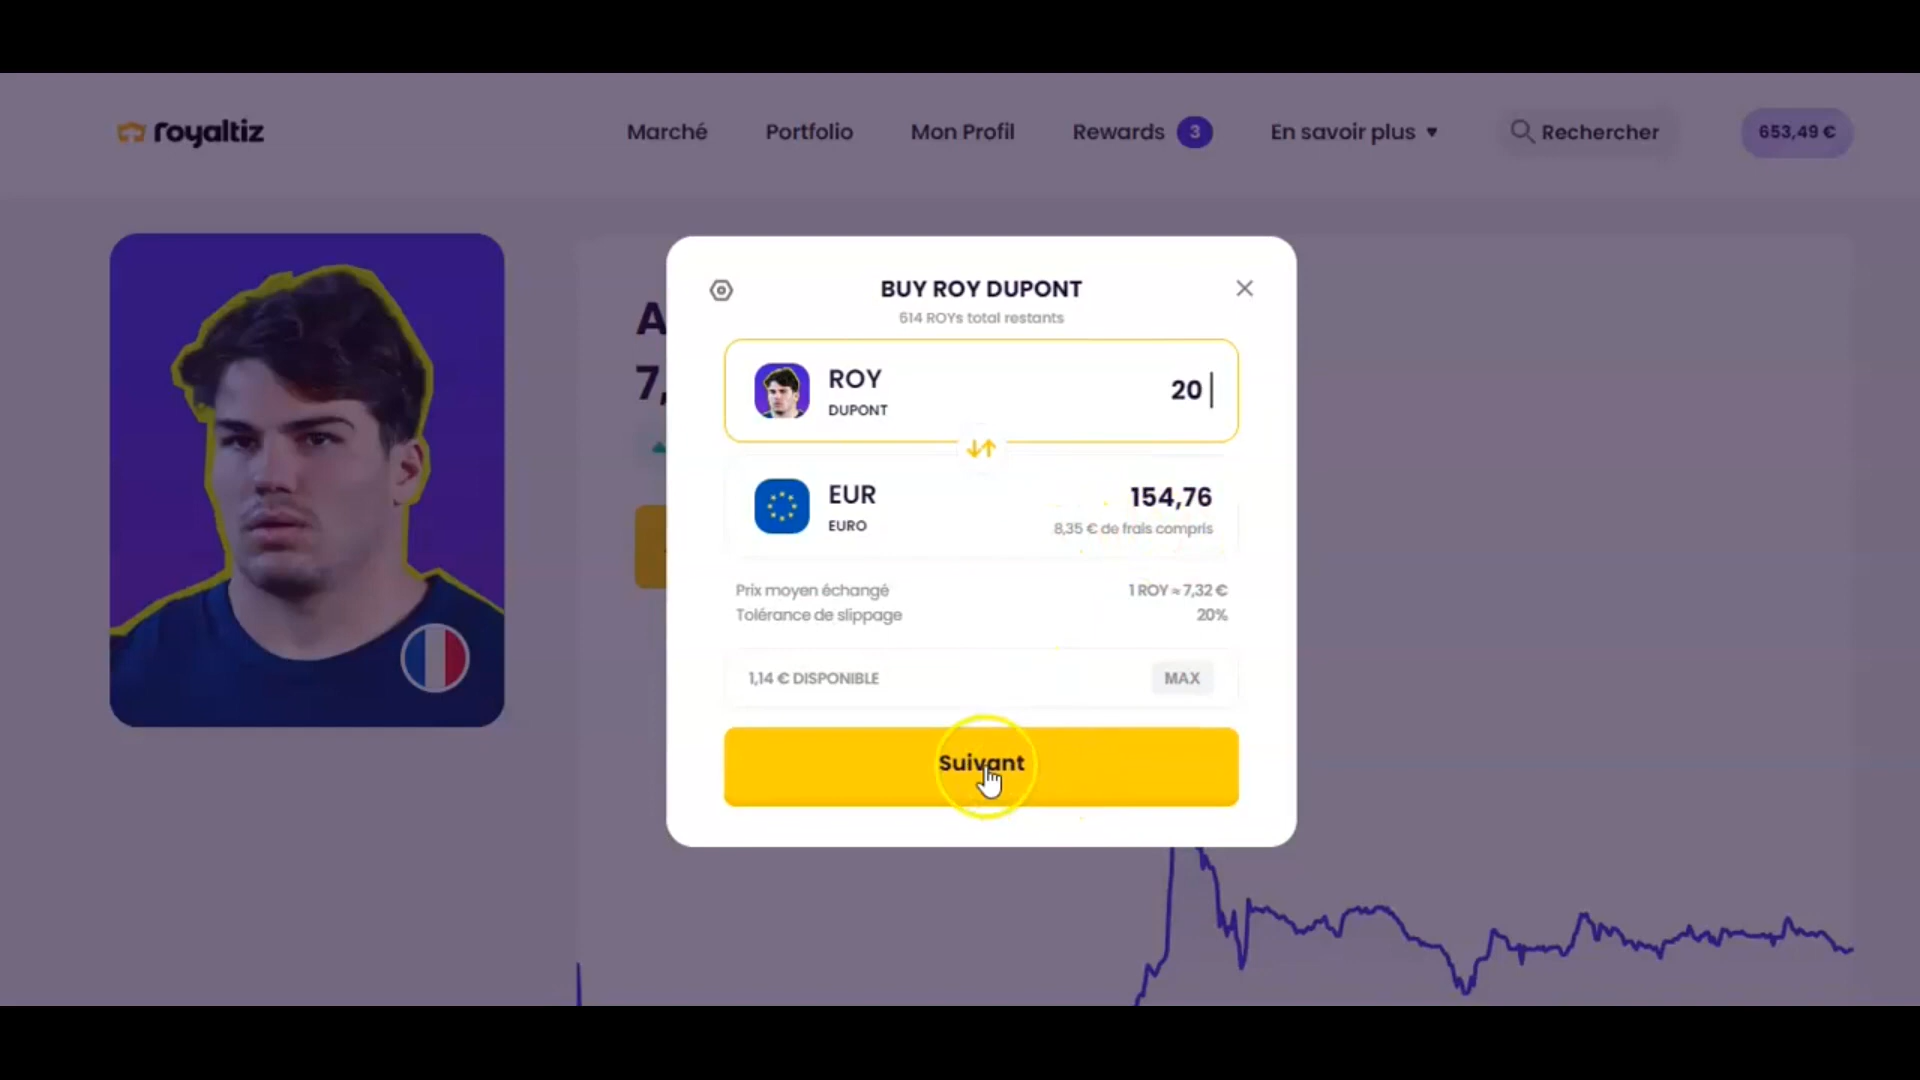 royaltiz
Marché
Portfolio
Mon Profil
Rewards 3
En savoir plus ▼
Rechercher
653,49 €
A
7,
BUY ROY DUPONT
614 ROYs total restants
ROY
DUPONT
20
EUR
EURO
154,76
8,35 € de frais compris
Prix moyen échangé
1 ROY ≈ 7,32 €
Tolérance de slippage
20%
1,14 € DISPONIBLE
MAX
Suivant